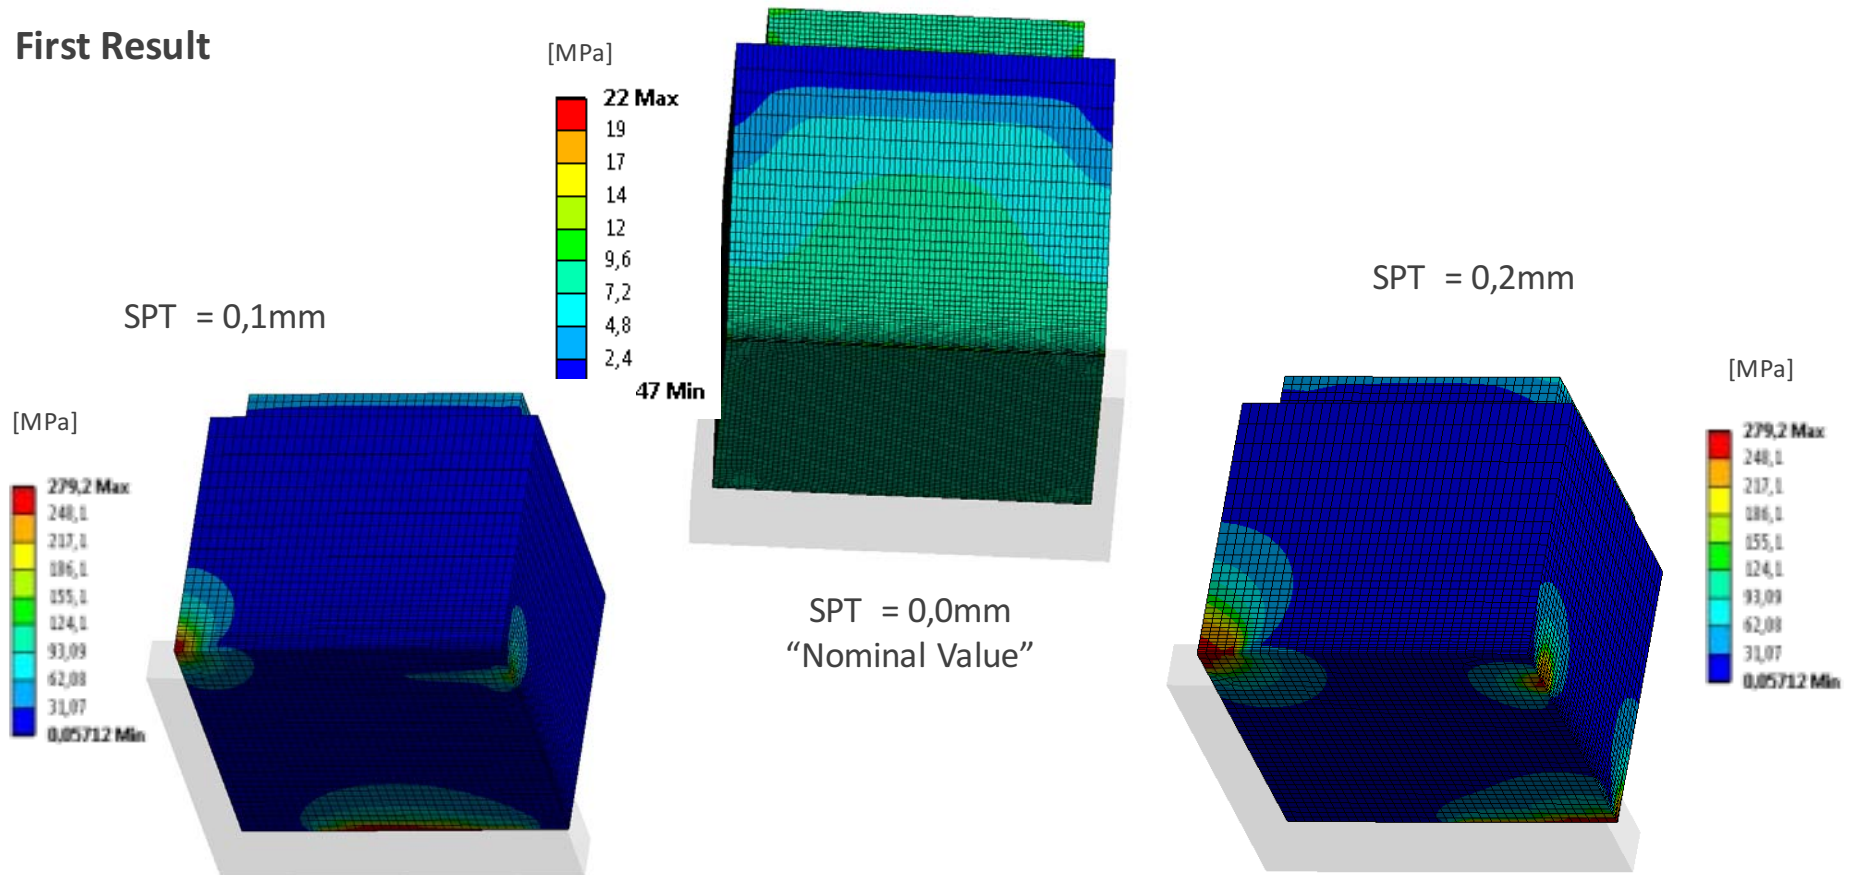 First Result
[MPa]
22 Max
19
17
14
12
9,6
7,2
4,8
2,4
47 Min
SPT = 0,1mm
[MPa]
279,2 Max
248,1
217,1
186,1
155,1
124,1
93,09
62,08
31,07
0,05712 Min
SPT = 0,0mm
“Nominal Value”
SPT = 0,2mm
[MPa]
279,2 Max
248,1
217,1
186,1
155,1
124,1
93,09
62,08
31,07
0,05712 Min